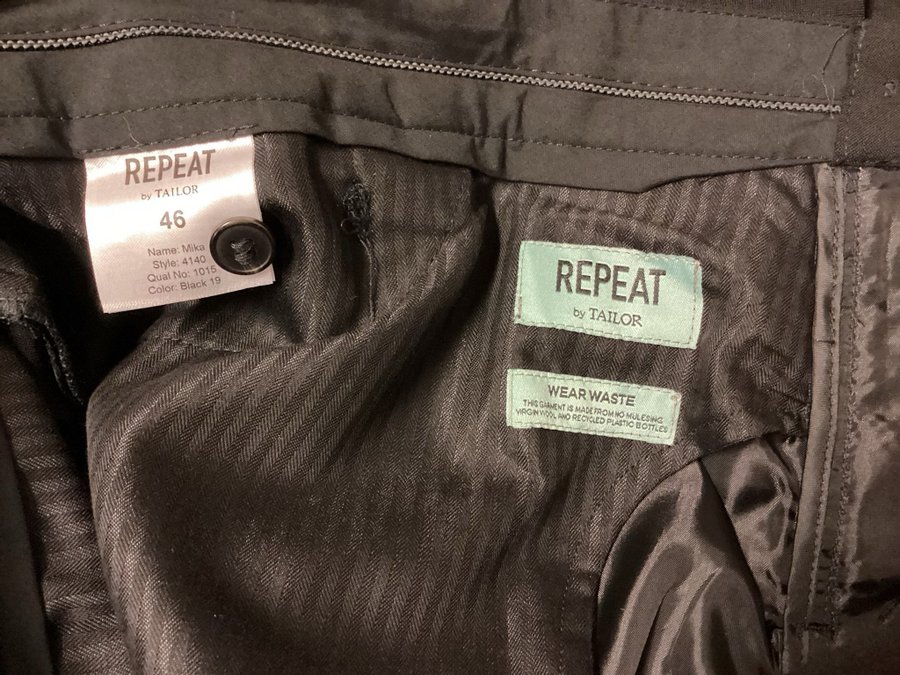 REPEAT
by TAILOR
46
Name: Mika
Style: 4140
Qual No: 1015
Color: Black 19
REPEAT
by TAILOR
WEAR WASTE
THIS GARMENT IS MADE FROM NO MULESING
VIRGIN WOOL AND RECYCLED PLASTIC BOTTLES